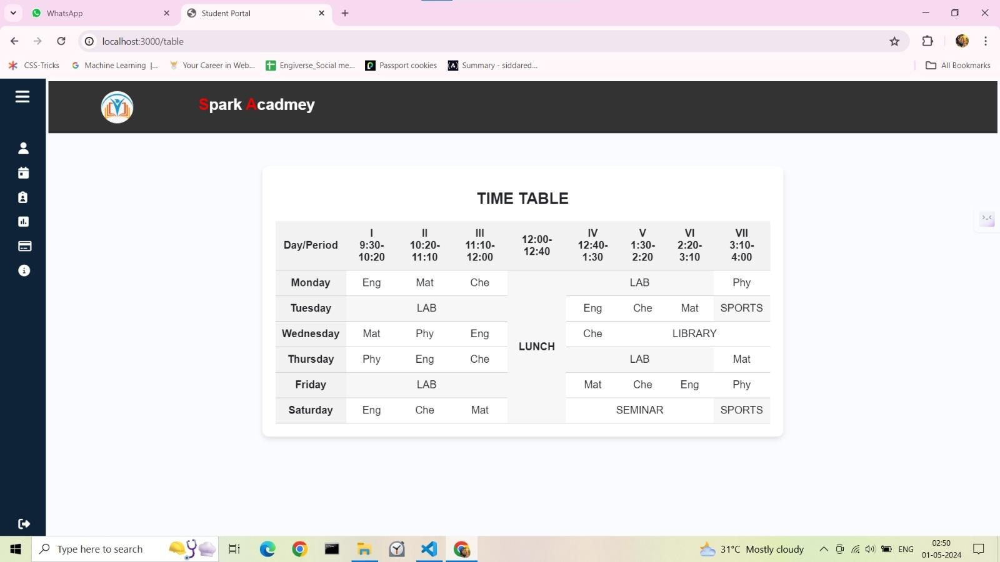 WhatsApp
Student Portal
localhost:3000/table
CSS-Tricks
Machine Learning |...
Your Career in Web...
Engiverse_Social me...
Passport cookies
Summary - siddared...
All Bookmarks
Spark Acadmey
TIME TABLE
Day/Period I 9:30-10:20 II 10:20-11:10 III 11:10-12:00 12:00-12:40 IV 12:40-1:30 V 1:30-2:20 VI 2:20-3:10 VII 3:10-4:00
Monday Eng Mat Che LAB Phy
Tuesday LAB Eng Che Mat SPORTS
Wednesday Mat Phy Eng Che LIBRARY
LUNCH
Thursday Phy Eng Che LAB Mat
Friday LAB Mat Che Eng Phy
Saturday Eng Che Mat SEMINAR SPORTS
Type here to search
31°C Mostly cloudy
ENG
02:50
01-05-2024